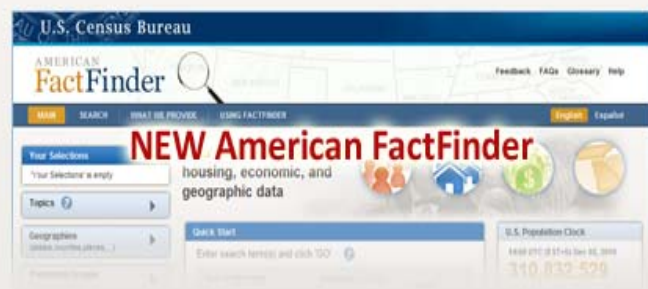 U.S. Census Bureau
AMERICAN
FactFinder
Feedback FAQs Glossary Help
MAIN SEARCH WHAT WE PROVIDE USING FACTFINDER
English Español
NEW American FactFinder
Your Selections
'Your Selections' is empty
housing, economic, and
geographic data
Topics
Geographies
Quick Start
Enter search term(s) and click 'GO'
U.S. Population Clock
310,832,529